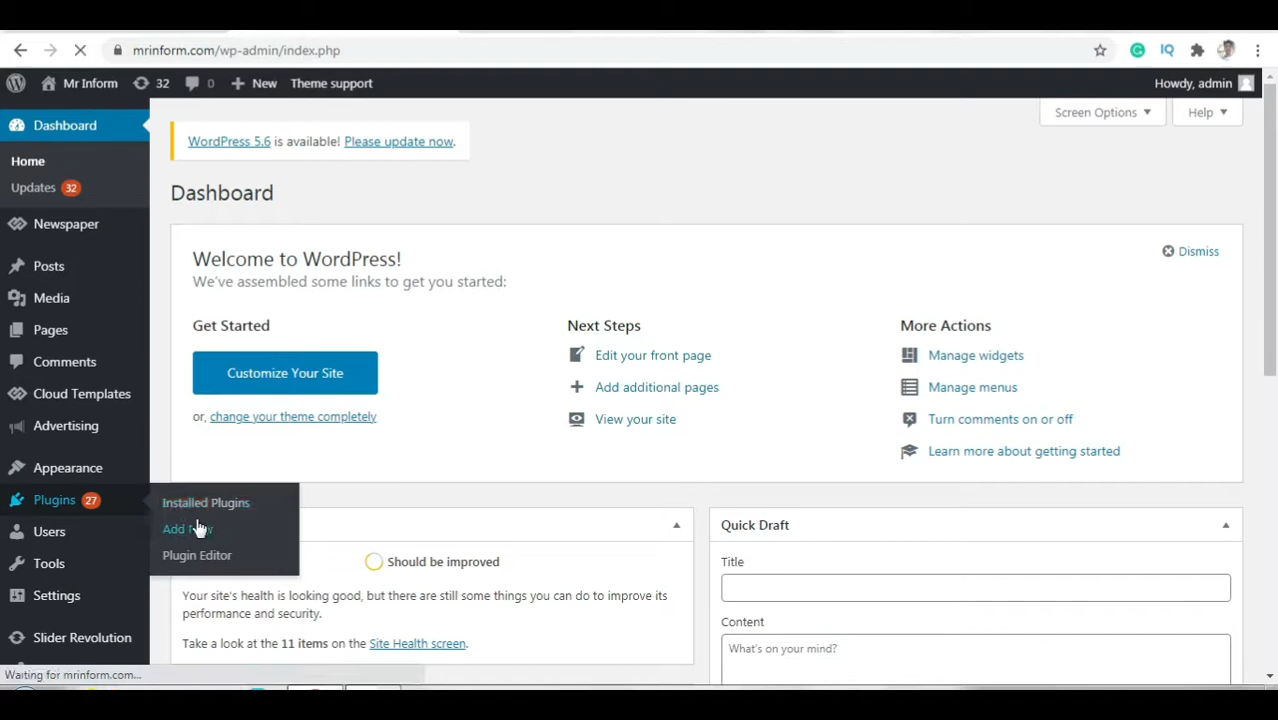 mrinform.com/wp-admin/index.php
Mr Inform 32 0 New Theme support Howdy, admin
Screen Options Help
Dashboard
Home
Updates 32
Newspaper
Posts
Media
Pages
Comments
Cloud Templates
Advertising
Appearance
Plugins 27
Users
Tools
Settings
Slider Revolution
Installed Plugins
Add New
Plugin Editor
WordPress 5.6 is available! Please update now.
Dashboard
Welcome to WordPress!
We've assembled some links to get you started:
Dismiss
Get Started
Customize Your Site
or, change your theme completely
Next Steps
Edit your front page
Add additional pages
View your site
More Actions
Manage widgets
Manage menus
Turn comments on or off
Learn more about getting started
Should be improved
Your site's health is looking good, but there are still some things you can do to improve its
performance and security.
Take a look at the 11 items on the Site Health screen.
Quick Draft
Title
Content
What's on your mind?
Waiting for mrinform.com...